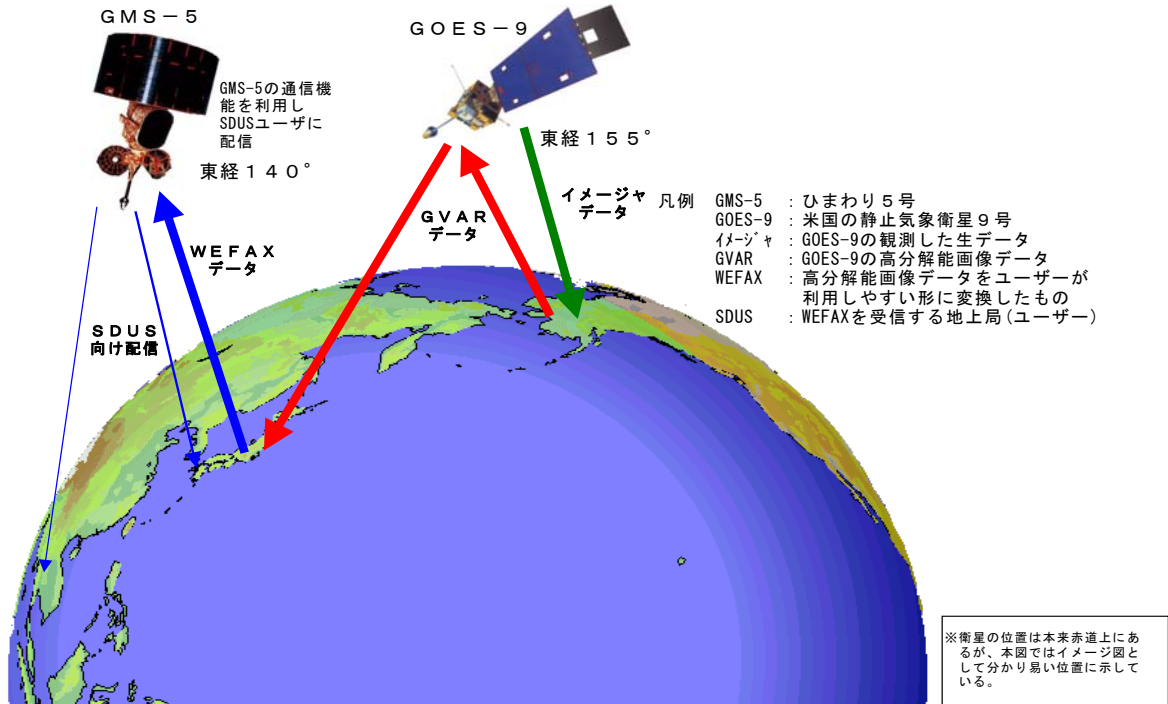 GMS－5
GOES－9
GMS-5の通信機
能を利用し
SDUSユーザに
配信
東経１４０°
東経１５５°
イメージャ
データ
GVAR
データ
WEFAX
データ
SDUS
向け配信
凡例 GMS-5 ：ひまわり５号
GOES-9 ：米国の静止気象衛星９号
ｲﾒｰｼﾞｬ ：GOES-9の観測した生データ
GVAR ：GOES-9の高分解能画像データ
WEFAX ：高分解能画像データをユーザーが
利用しやすい形に変換したもの
SDUS ：WEFAXを受信する地上局(ユーザー)
※衛星の位置は本来赤道上にあ
るが、本図ではイメージ図と
して分かり易い位置に示して
いる。